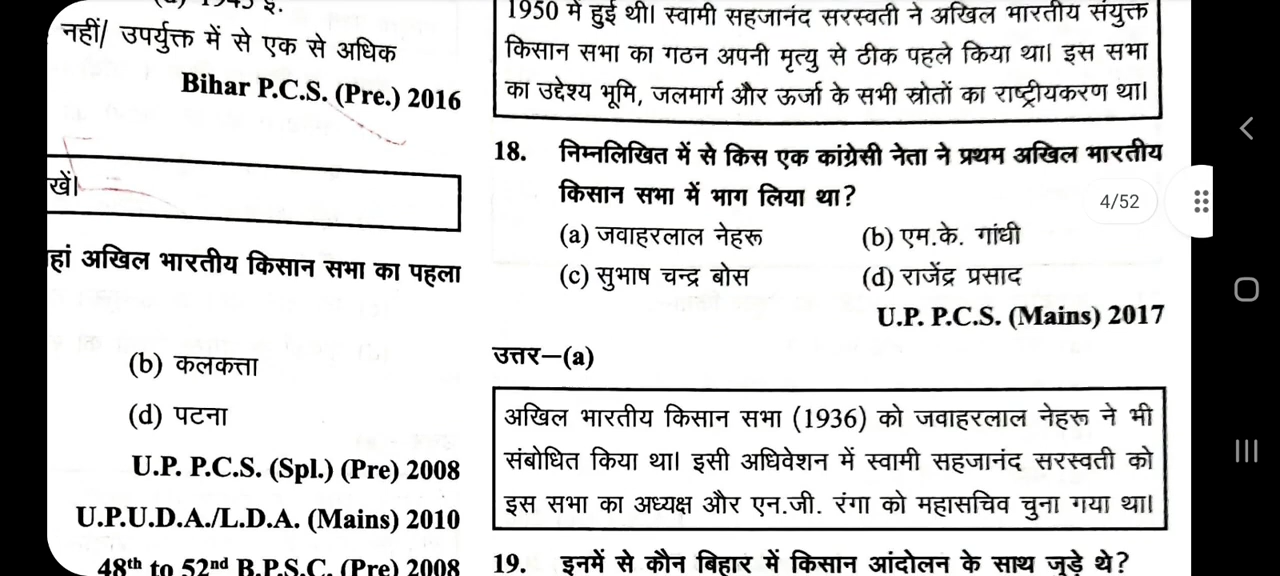 नहीं/ उपर्युक्त में से एक से अधिक
Bihar P.C.S. (Pre.) 2016
खें।
हां अखिल भारतीय किसान सभा का पहला
(b) कलकत्ता
(d) पटना
U.P. P.C.S. (Spl.) (Pre) 2008
U.P.U.D.A./L.D.A. (Mains) 2010
48th to 52nd B.P.S.C. (Pre) 2008
1950 में हुई थी। स्वामी सहजानंद सरस्वती ने अखिल भारतीय संयुक्त
किसान सभा का गठन अपनी मृत्यु से ठीक पहले किया था। इस सभा
का उद्देश्य भूमि, जलमार्ग और ऊर्जा के सभी स्रोतों का राष्ट्रीयकरण था।
18. निम्नलिखित में से किस एक कांग्रेसी नेता ने प्रथम अखिल भारतीय
किसान सभा में भाग लिया था?
(a) जवाहरलाल नेहरू (b) एम.के. गांधी
(c) सुभाष चन्द्र बोस (d) राजेंद्र प्रसाद
U.P. P.C.S. (Mains) 2017
उत्तर–(a)
अखिल भारतीय किसान सभा (1936) को जवाहरलाल नेहरू ने भी
संबोधित किया था। इसी अधिवेशन में स्वामी सहजानंद सरस्वती को
इस सभा का अध्यक्ष और एन.जी. रंगा को महासचिव चुना गया था।
19. इनमें से कौन बिहार में किसान आंदोलन के साथ जुड़े थे?
4/52